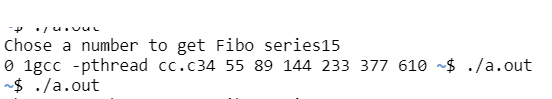 Chose a number to get Fibo series15
0 1gcc -pthread cc.c34 55 89 144 233 377 610 ~$ ./a.out
~$ ./a.out